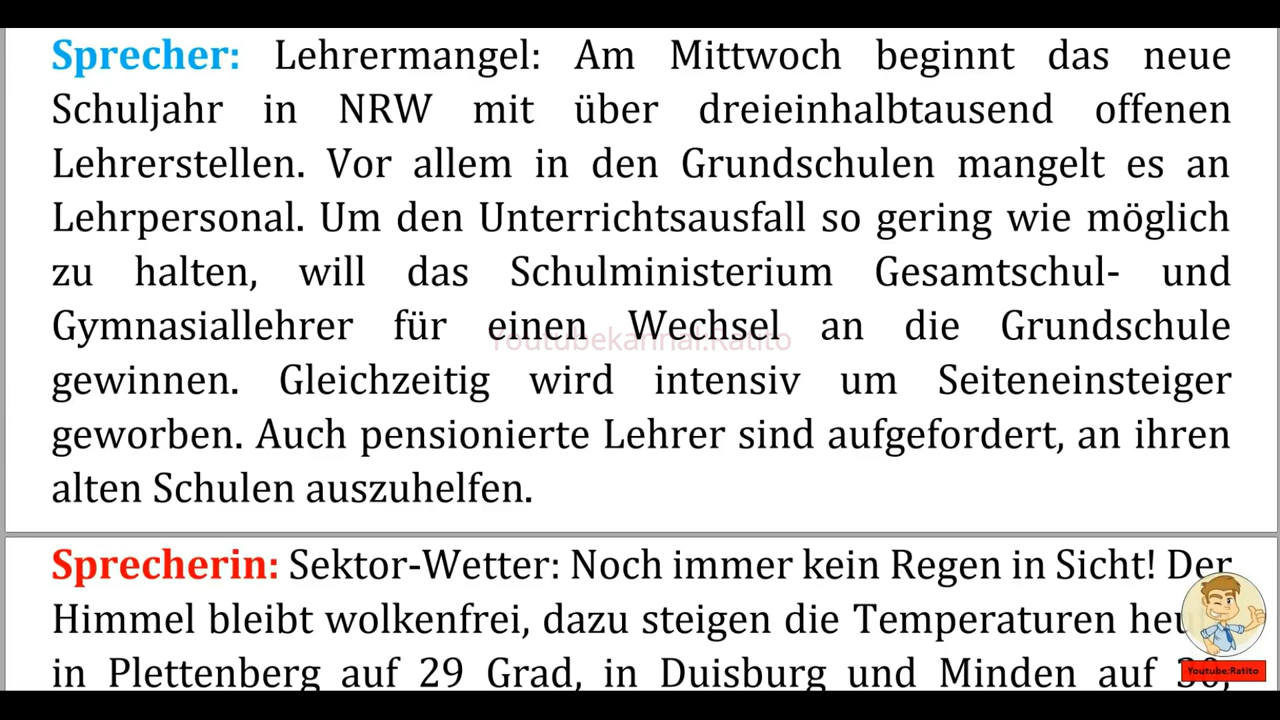 Sprecher: Lehrermangel: Am Mittwoch beginnt das neue
Schuljahr in NRW mit über dreieinhalbtausend offenen
Lehrerstellen. Vor allem in den Grundschulen mangelt es an
Lehrpersonal. Um den Unterrichtsausfall so gering wie möglich
zu halten, will das Schulministerium Gesamtschul- und
Gymnasiallehrer für einen Wechsel an die Grundschule
Youtubekannal:Ratito
gewinnen. Gleichzeitig wird intensiv um Seiteneinsteiger
geworben. Auch pensionierte Lehrer sind aufgefordert, an ihren
alten Schulen auszuhelfen.
Sprecherin: Sektor-Wetter: Noch immer kein Regen in Sicht! Der
Himmel bleibt wolkenfrei, dazu steigen die Temperaturen
in Plettenberg auf 29 Grad, in Duisburg und Minden auf 30,
Youtube:Ratito